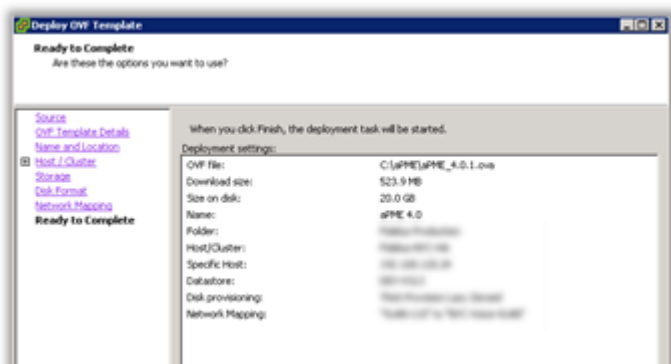 Deploy OVF Template
Ready to Complete
Are these the options you want to use?
Source
OVF Template Details
Name and Location
Host / Cluster
Storage
Disk Format
Network Mapping
Ready to Complete
When you click Finish, the deployment task will be started.
Deployment settings:
OVF file: C:\aPME\aPME_4.0.1.ova
Download size: 523.9 MB
Size on disk: 20.0 GB
Name: aPME 4.0
Folder:
Host/Cluster:
Specific Host:
Datastore:
Disk provisioning:
Network Mapping: